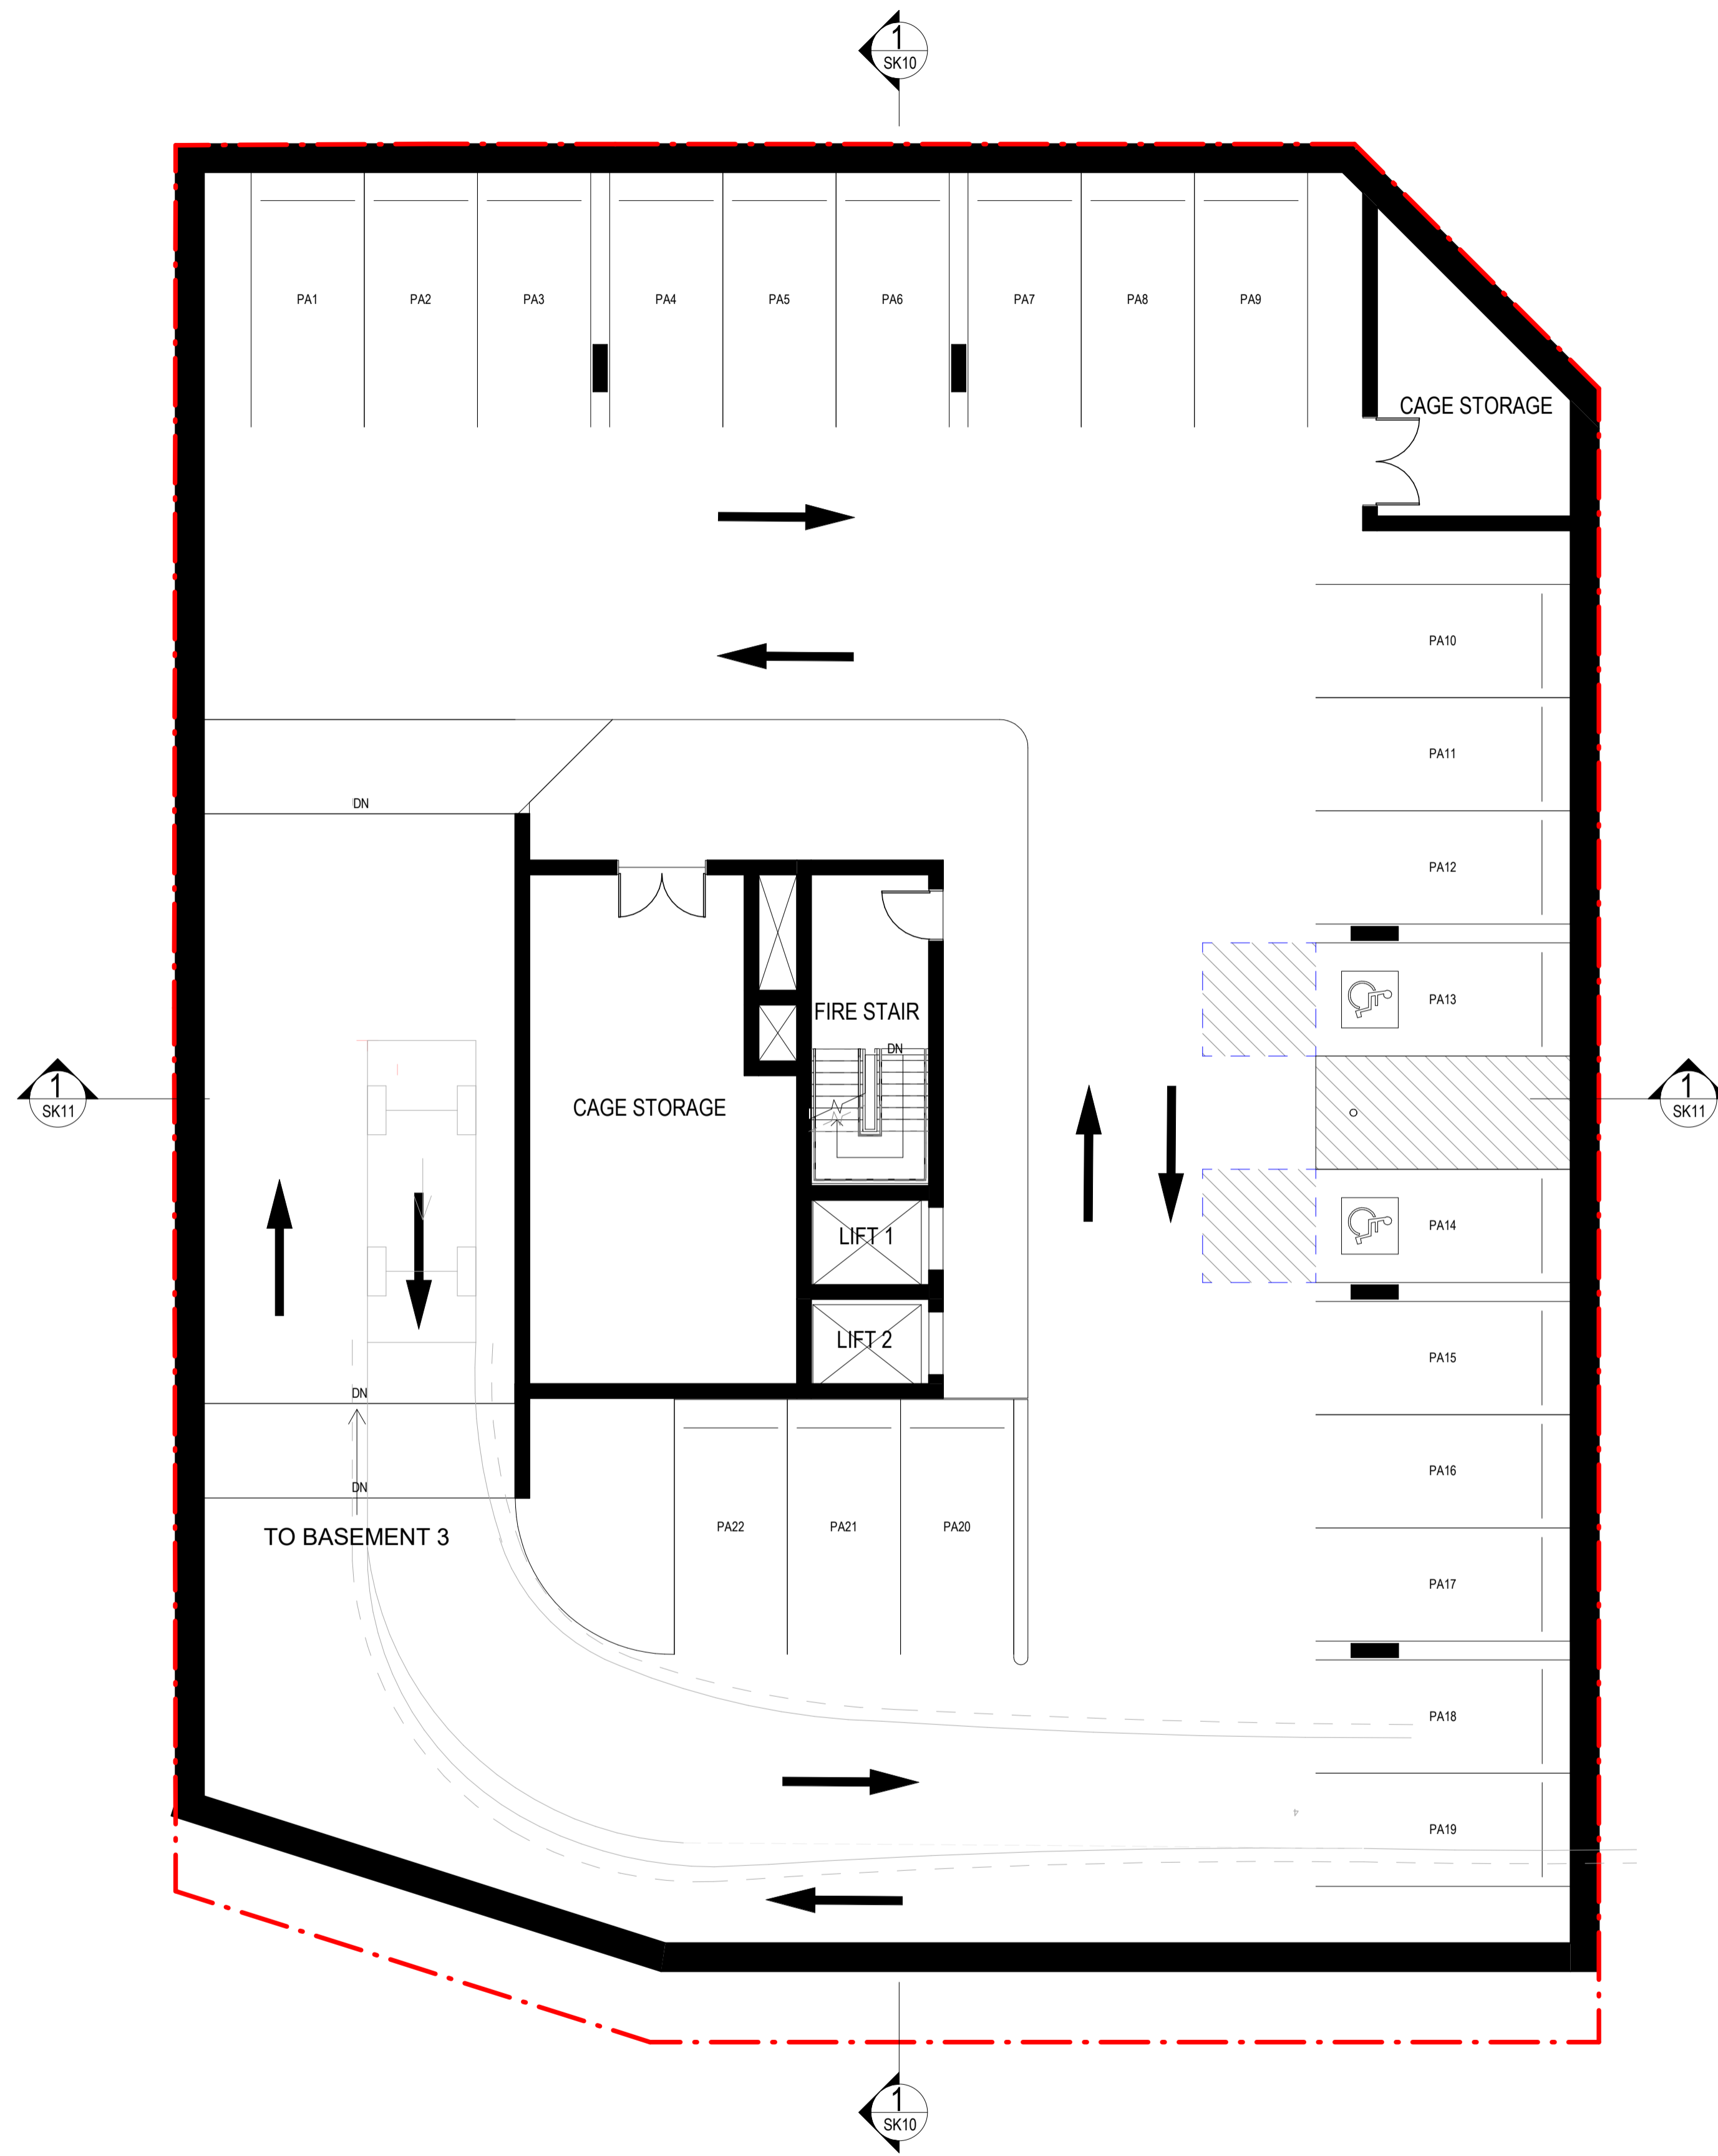 1
SK10
PA1
PA2
PA3
PA4
PA5
PA6
PA7
PA8
PA9
CAGE STORAGE
PA10
PA11
DN
PA12
PA13
FIRE STAIR
DN
1
SK11
CAGE STORAGE
1
SK11
PA14
LIFT 1
LIFT 2
PA15
DN
PA16
DN
TO BASEMENT 3
PA22
PA21
PA20
PA17
PA18
PA19
1
SK10